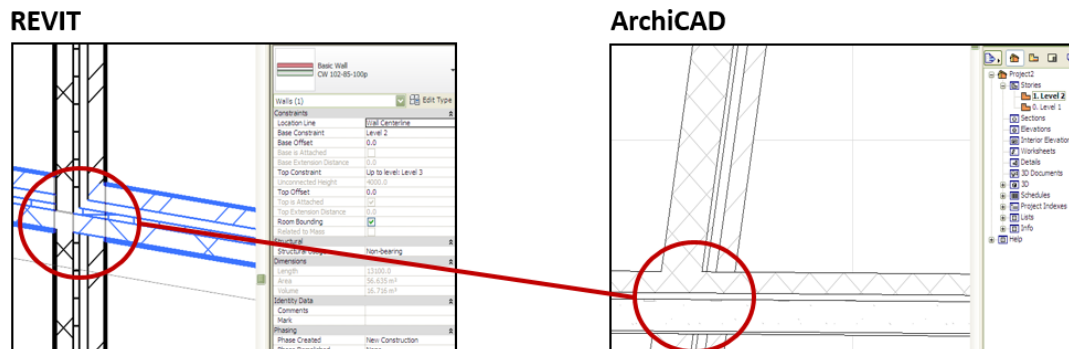 REVIT
ArchiCAD
Basic Wall
CW 102-85-100p
Walls (1)
Edit Type
Constraints
Location Line Wall Centerline
Base Constraint Level 2
Base Offset 0.0
Base is Attached
Base Extension Distance 0.0
Top Constraint Up to level: Level 3
Unconnected Height 4000.0
Top Offset 0.0
Top is Attached
Top Extension Distance 0.0
Room Bounding
Related to Mass
Structural
Non-bearing
Dimensions
Length 13100.0
Area 56.635 m²
Volume 16.716 m³
Identity Data
Comments
Mark
Phasing
Phase Created New Construction
Project2
Stories
1. Level 2
0. Level 1
Sections
Elevations
Interior Elevation
Worksheets
Details
3D Documents
3D
Schedules
Project Indexes
Lists
Info
Help